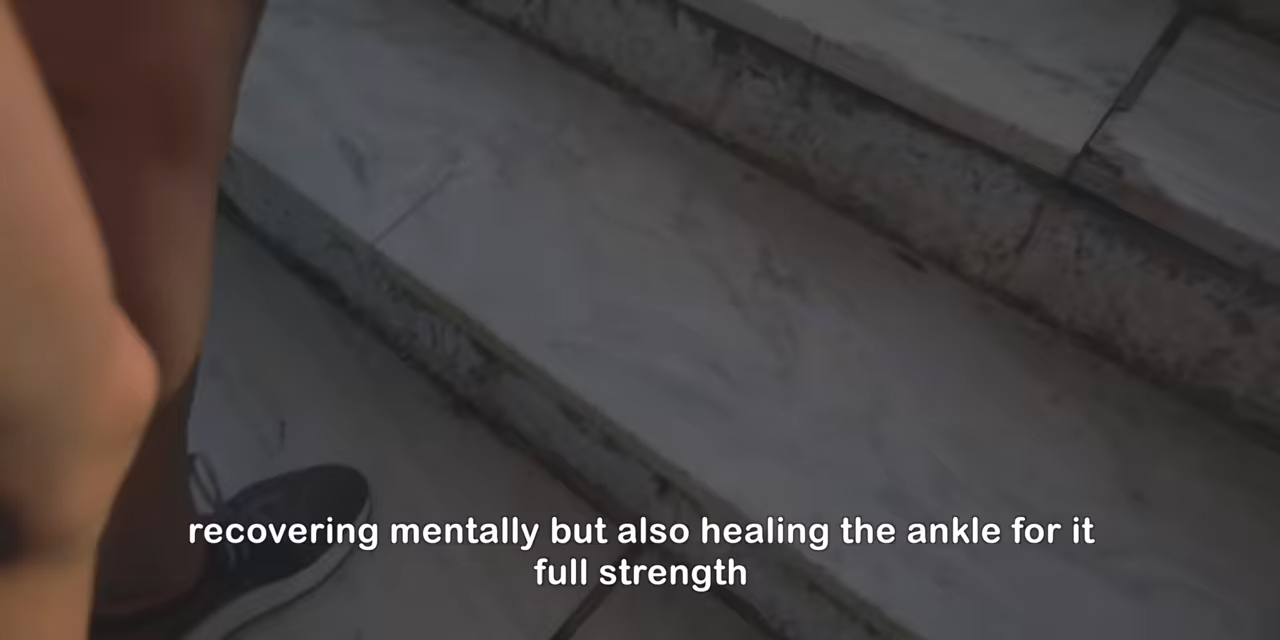 recovering mentally but also healing the ankle for it
full strength